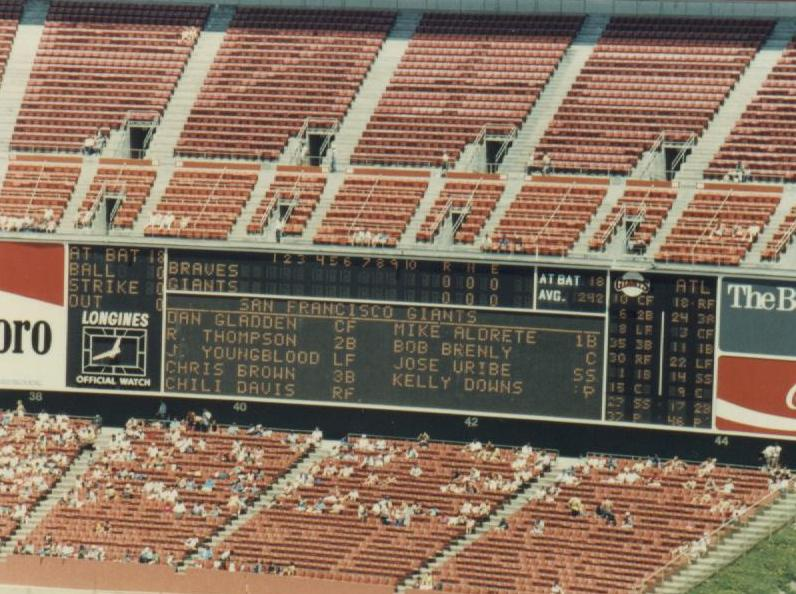 AT BAT 18
BALL 0
STRIKE 0
OUT 0
1 2 3 4 5 6 7 8 9 10 R H E
BRAVES 0 0 0
GIANTS 0 0 0
AT BAT 18
AVG. 292
SAN FRANCISCO GIANTS
DAN GLADDEN CF MIKE ALDRETE 1B
R. THOMPSON 2B BOB BRENLY C
J. YOUNGBLOOD LF JOSE URIBE SS
CHRIS BROWN 3B KELLY DOWNS P
CHILI DAVIS RF
LONGINES
OFFICIAL WATCH
oro
GIANTS ATL
10 CF 18 RF
6 2B 24 3B
8 LF 3 CF
35 3B 11 1B
30 RF 22 LF
1 1B 14 SS
15 C 9 C
23 SS 17 2B
37 P 46 P
The B
38
40
42
44